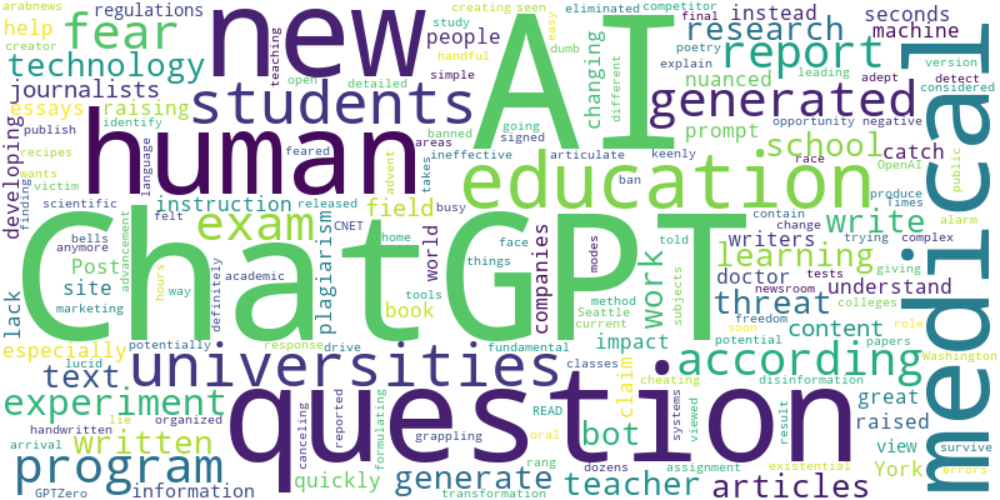 arabnews
regulations
creating seen
eliminated
competitor
new
AI
help
fear
creator
technology
teaching
study
people
handful
easy
dumb
changing
different
final
instead
seconds
poetry
research
machine
explain
report
journalists
open
detailed
simple
nuanced
leading
adept
version
detect
considered
essays
raising
students
generated
medical
publish
identify
banned
going
signed
prompt
opportunity
negative
developing
recipes
human
feared
areas
ineffective
articulate
keenly
school
catch
wants
victim
language
advent
takes
education
ban
race
OpenAI
public
finding
scientific
instruction
released
field
busy
produce
Times
bells
anymore
advancement
felt
exam
CNET
world
face
companies
modes
told
contain
change
write
alarm
trying
complex
writers
Post
ChatGPT
home
things
work
learning
giving
site
hours
way
definitely
academic
plagiarism
tools
book
method
Seattle
current
subjects
doctor
tests
understand
newsroom
colleges
marketing
threat
freedom
soon
role
lack
potentially
response
drive
fundamental
impact
potential
content
papers
especially
universities
classes
according
Washington
lucid
text
claim
cheating
disinformation
experiment
question
great
handwritten
lie
organized
canceling
reported
formulating
READ
systems
viewed
result
raised
arrival
written
grappling
oral
bot
view
survive
program
rang
dozens
assignment
existential
York
errors
GPTZero
information
quickly
generate
transformation
teacher
articles